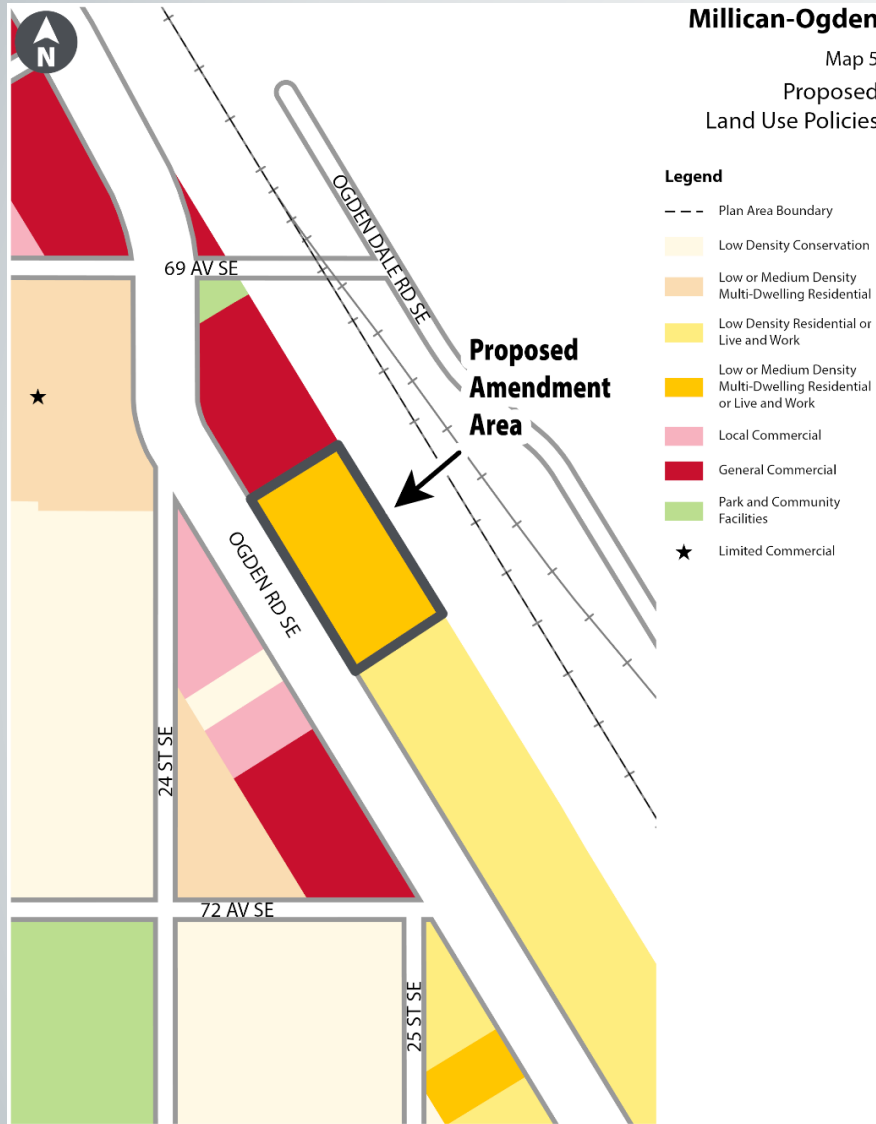 N
Millican-Ogden
Map 5
Proposed
Land Use Policies
Legend
Plan Area Boundary
Low Density Conservation
Low or Medium Density
Multi-Dwelling Residential
Low Density Residential or
Live and Work
Low or Medium Density
Multi-Dwelling Residential
or Live and Work
Local Commercial
General Commercial
Park and Community
Facilities
Limited Commercial
OGDEN DALE RD SE
69 AV SE
Proposed
Amendment
Area
OGDEN RD SE
24 ST SE
72 AV SE
25 ST SE